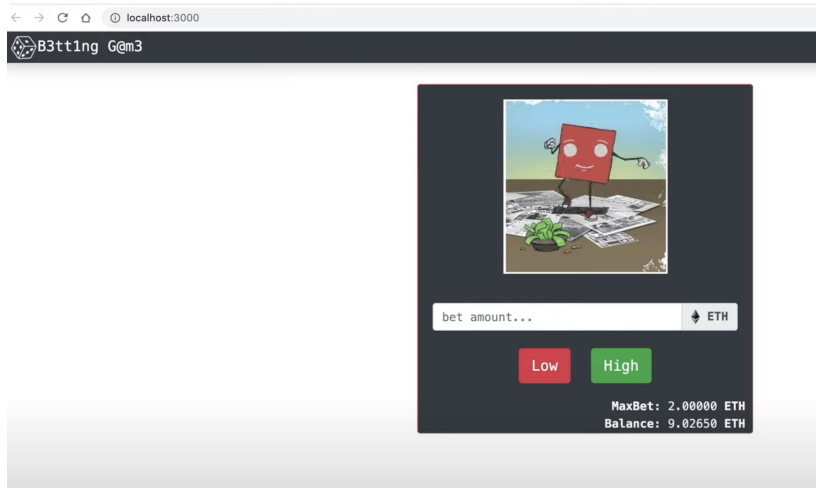 localhost:3000
B3tt1ng G@m3
bet amount...
ETH
Low
High
MaxBet: 2.00000 ETH
Balance: 9.02650 ETH